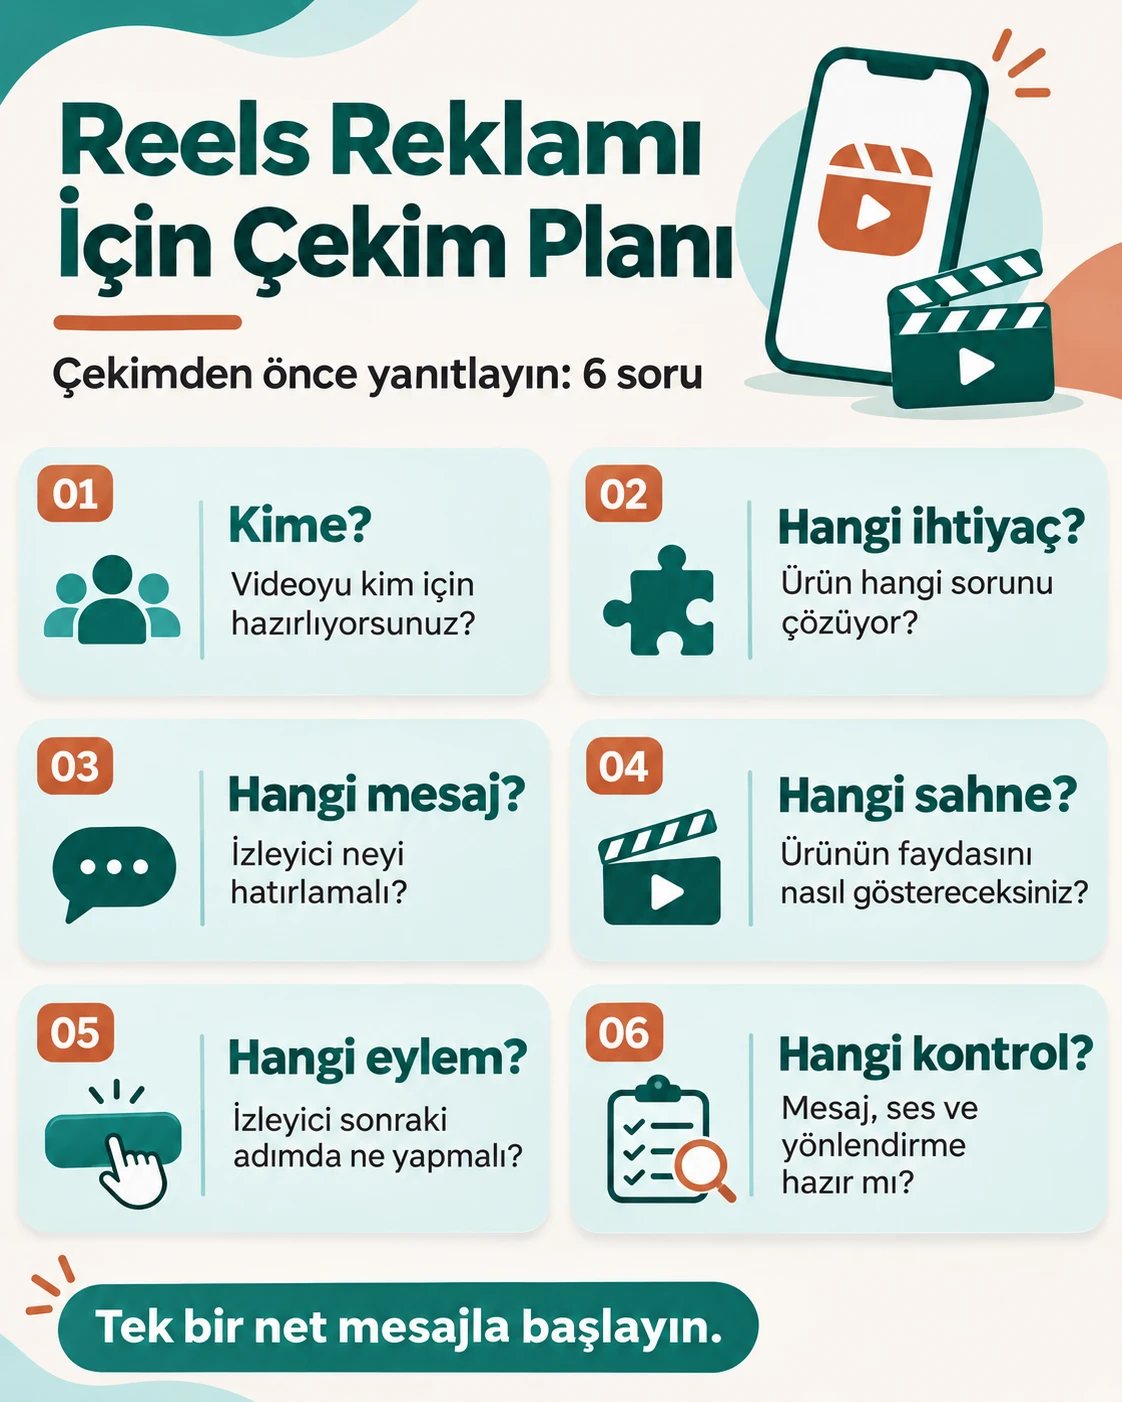 Reels Reklamı
İçin Çekim Planı
Çekimden önce yanıtlayın: 6 soru
01
Kime?
Videoyu kim için
hazırlıyorsunuz?
02
Hangi ihtiyaç?
Ürün hangi sorunu
çözüyor?
03
Hangi mesaj?
İzleyici neyi
hatırlamalı?
04
Hangi sahne?
Ürünün faydasını
nasıl göstereceksiniz?
05
Hangi eylem?
İzleyici sonraki
adımda ne yapmalı?
06
Hangi kontrol?
Mesaj, ses ve
yönlendirme
hazır mı?
Tek bir net mesajla başlayın.